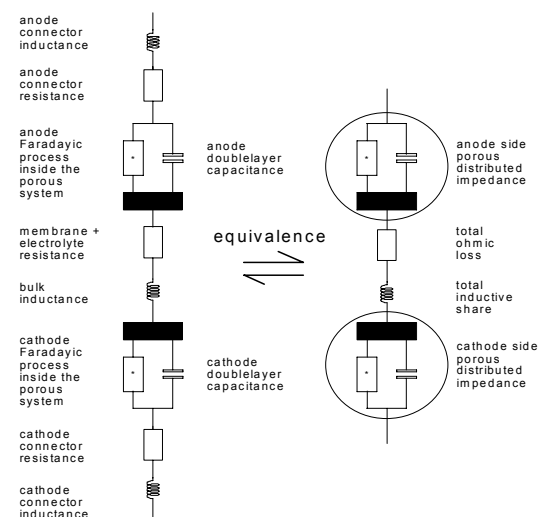 anode
connector
inductance
anode
connector
resistance
anode
Faradayic
process
inside the
porous
system
anode
doublelayer
capacitance
membrane +
electrolyte
resistance
bulk
inductance
cathode
Faradayic
process
inside the
porous
system
cathode
doublelayer
capacitance
cathode
connector
resistance
cathode
connector
inductance
equivalence
anode side
porous
distributed
impedance
total
ohmic
loss
total
inductive
share
cathode side
porous
distributed
impedance